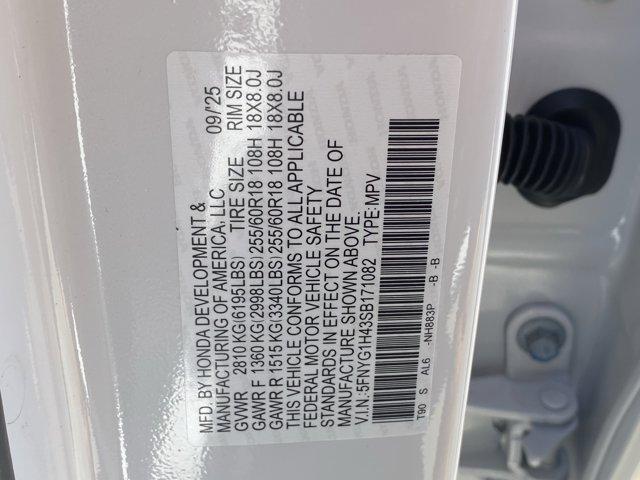 MFD. BY HONDA DEVELOPMENT & 09/'25
MANUFACTURING OF AMERICA, LLC
GVWR 2810 KG(6195LBS) TIRE SIZE RIM SIZE
GAWR F 1360 KG(2998LBS)255/60R18 108H 18X8.0J
GAWR R 1515 KG(3340LBS)255/60R18 108H 18X8.0J
THIS VEHICLE CONFORMS TO ALL APPLICABLE
FEDERAL MOTOR VEHICLE SAFETY
STANDARDS IN EFFECT ON THE DATE OF
MANUFACTURE SHOWN ABOVE.
V.I.N.:5FNYG1H43SB171082 TYPE:MPV
T90 S AL6 -NH883P -B -B